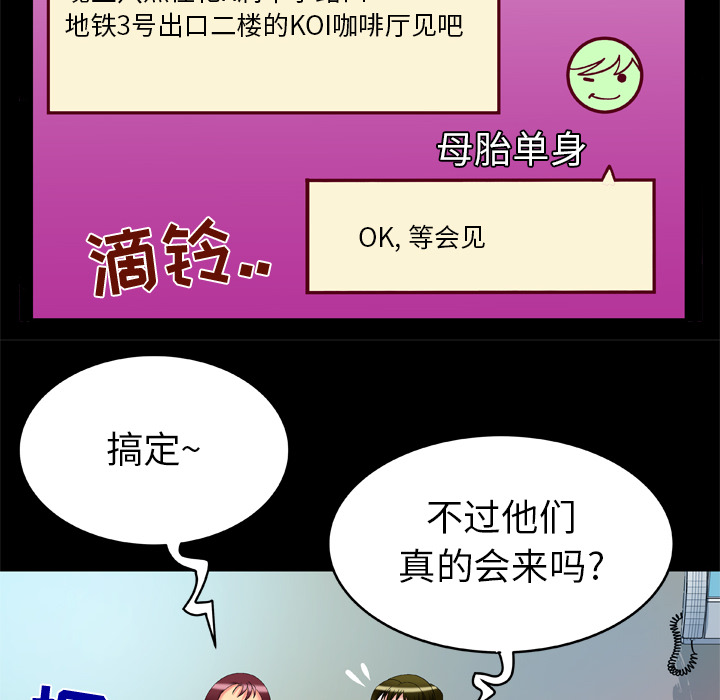 地铁3号出口二楼的KOI咖啡厅见吧
母胎单身
OK, 等会见
滴铃..
搞定~
不过他们
真的会来吗?